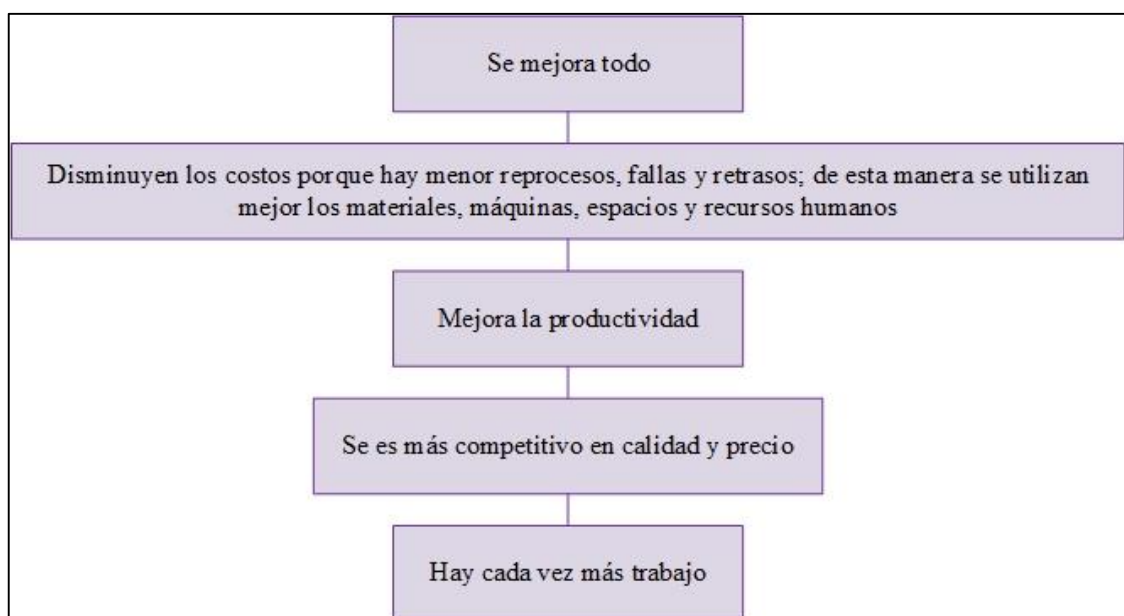 Se mejora todo
Disminuyen los costos porque hay menor reprocesos, fallas y retrasos; de esta manera se utilizan
mejor los materiales, máquinas, espacios y recursos humanos
Mejora la productividad
Se es más competitivo en calidad y precio
Hay cada vez más trabajo